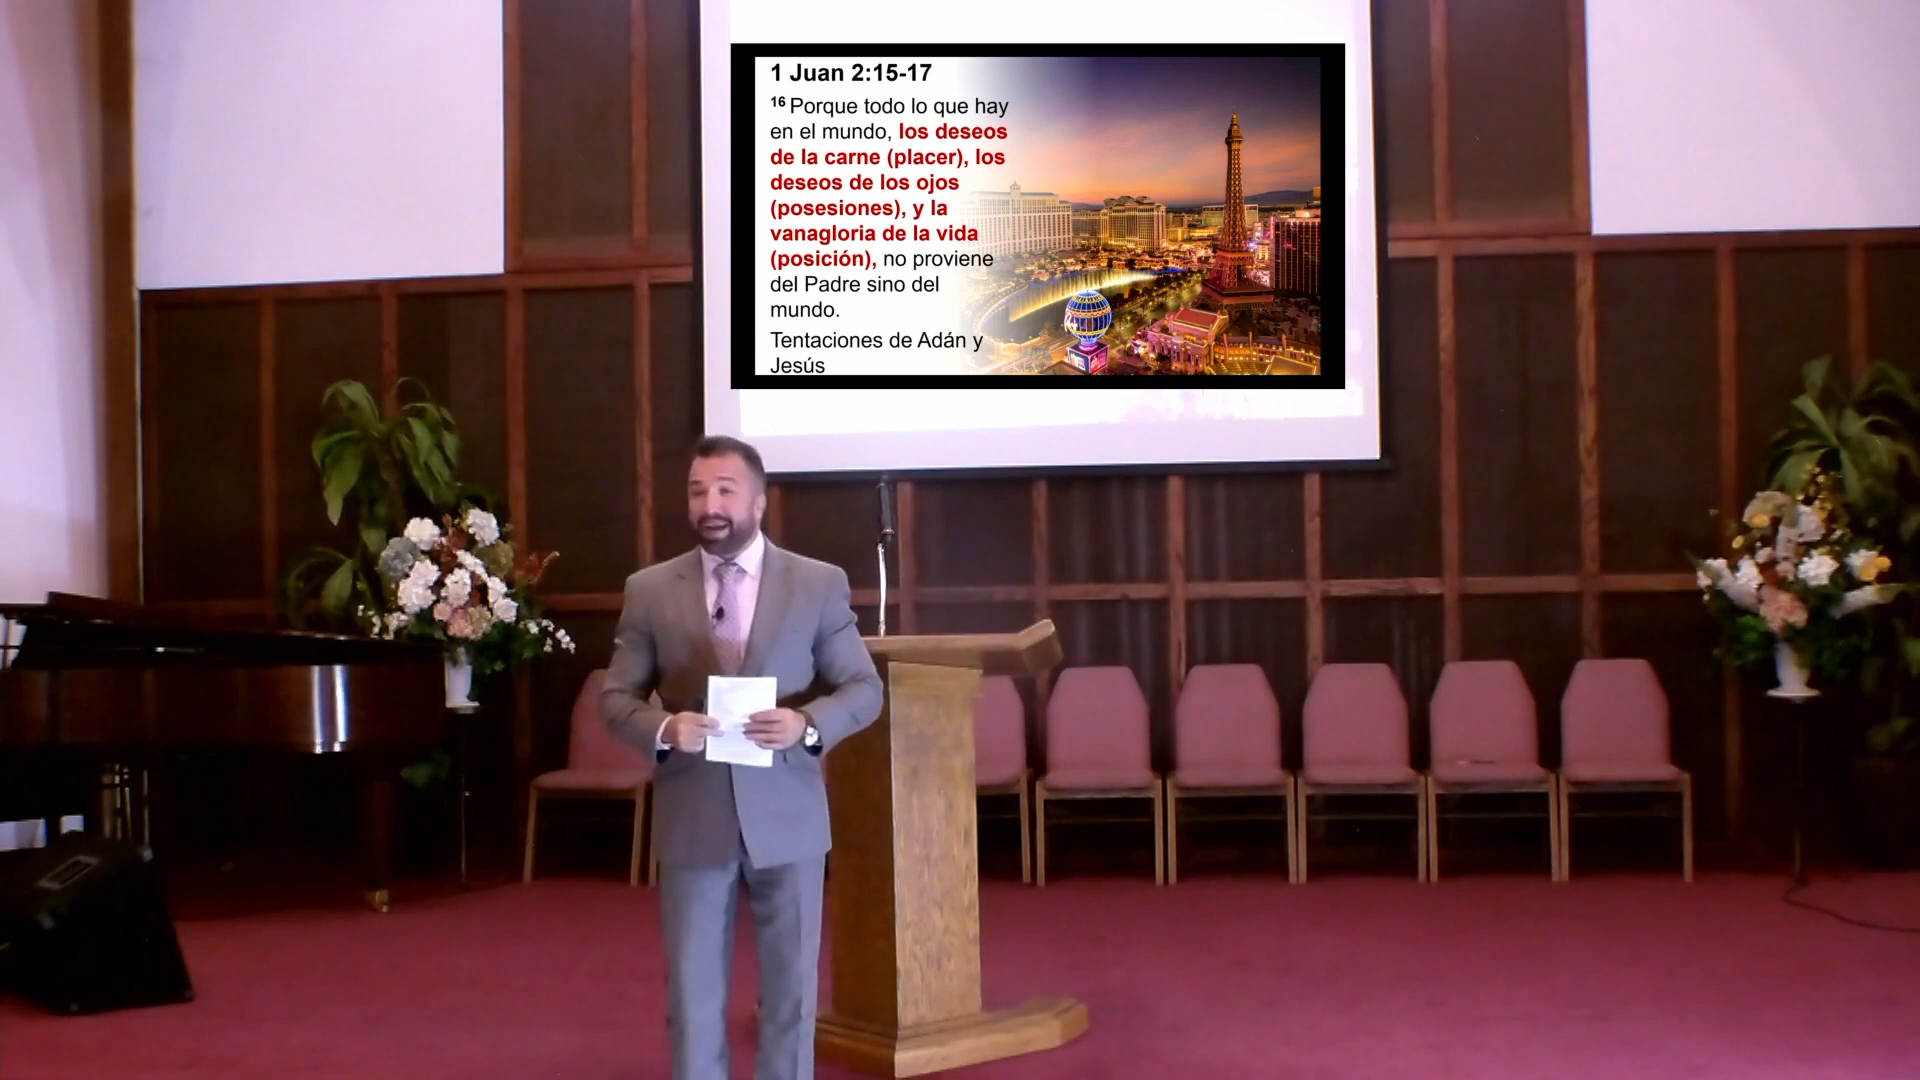 1 Juan 2:15-17
16 Porque todo lo que hay
en el mundo, los deseos
de la carne (placer), los
deseos de los ojos
(posesiones), y la
vanagloria de la vida
(posición), no proviene
del Padre sino del
mundo.
Tentaciones de Adán y
Jesús